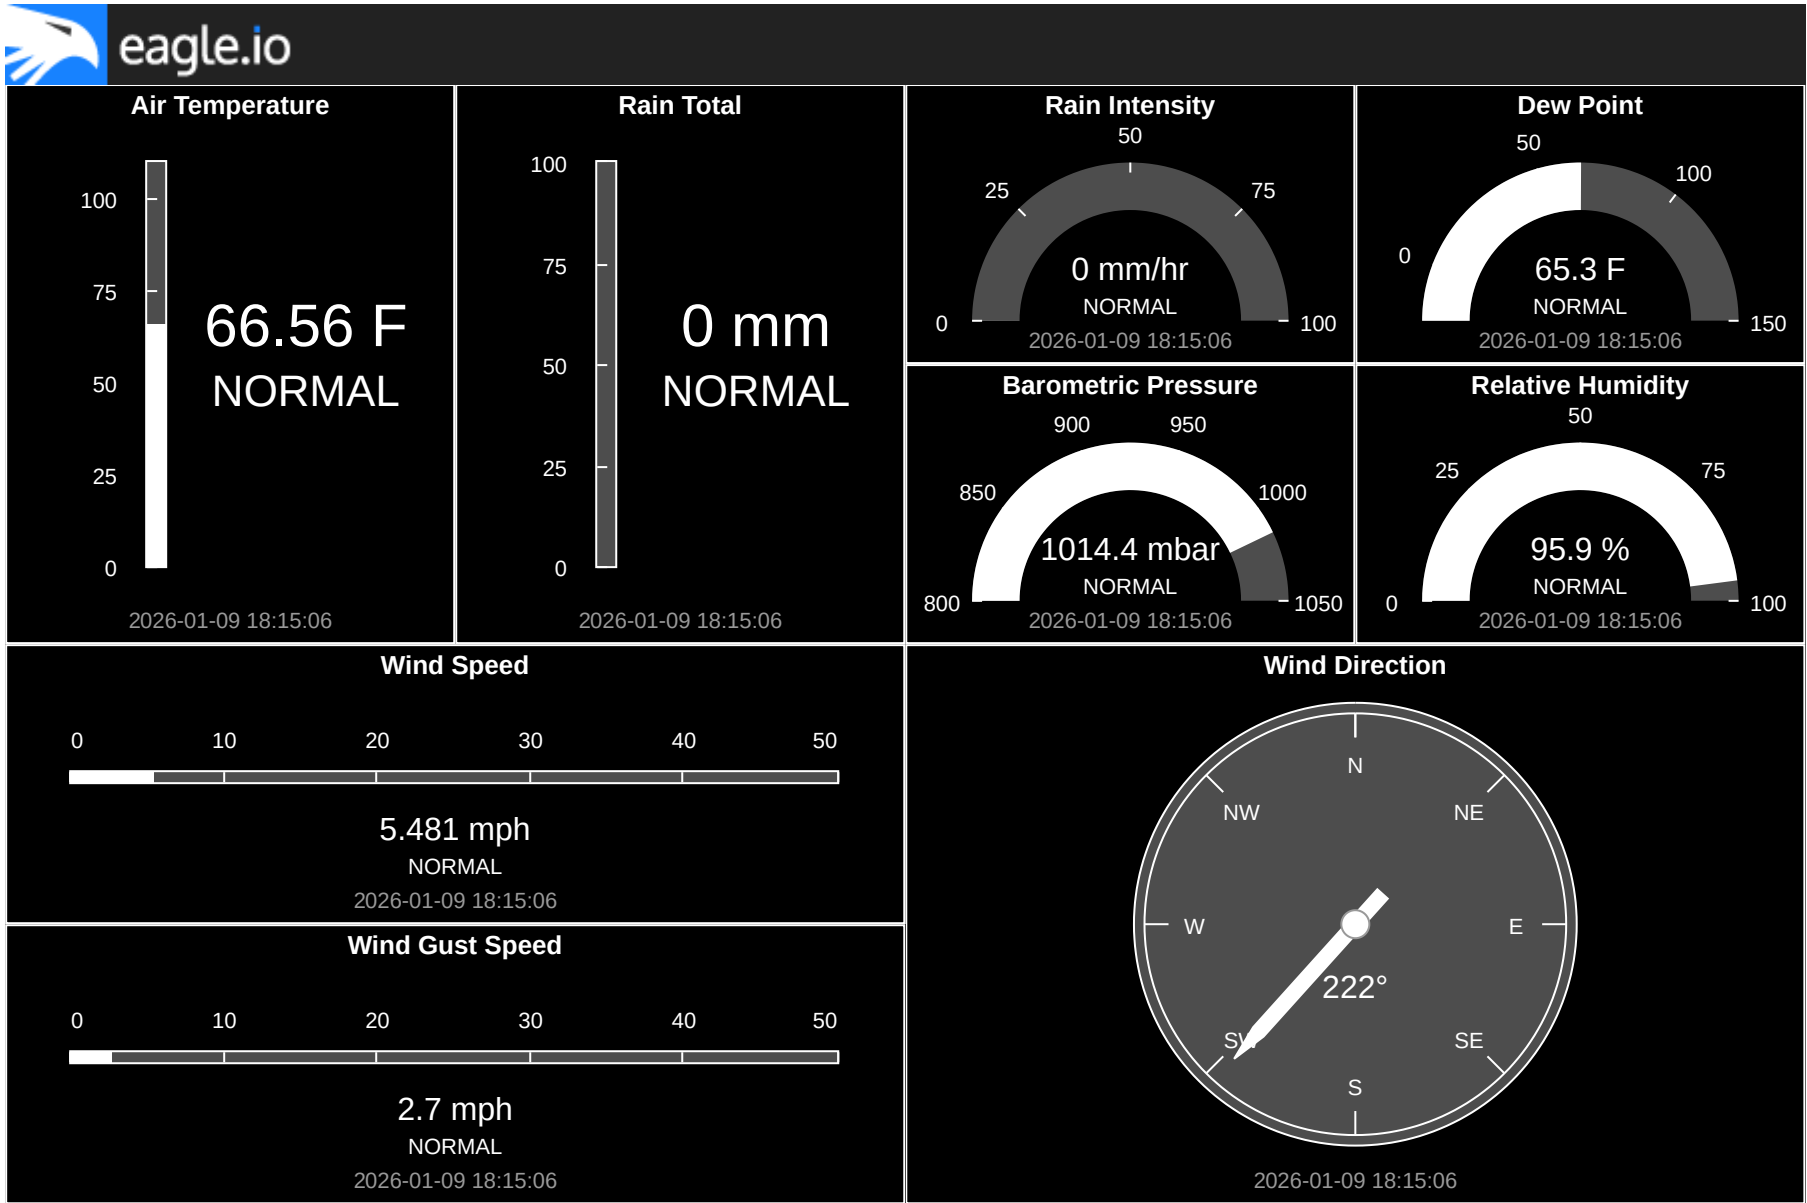 eagle.io
Air Temperature
100
75
50
25
0
66.56 F
NORMAL
2026-01-09 18:15:06
Rain Total
100
75
50
25
0
0 mm
NORMAL
2026-01-09 18:15:06
Rain Intensity
0
25
50
75
100
0 mm/hr
NORMAL
2026-01-09 18:15:06
Dew Point
0
50
100
150
65.3 F
NORMAL
2026-01-09 18:15:06
Barometric Pressure
800
850
900
950
1000
1050
1014.4 mbar
NORMAL
2026-01-09 18:15:06
Relative Humidity
0
25
50
75
100
95.9 %
NORMAL
2026-01-09 18:15:06
Wind Speed
0 10 20 30 40 50
5.481 mph
NORMAL
2026-01-09 18:15:06
Wind Gust Speed
0 10 20 30 40 50
2.7 mph
NORMAL
2026-01-09 18:15:06
Wind Direction
N
NW NE
W E
222°
SW SE
S
2026-01-09 18:15:06